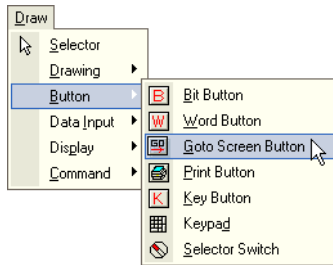 Draw
Selector
Drawing
Button
Data Input
Display
Command
B Bit Button
W Word Button
Goto Screen Button
Print Button
K Key Button
Keypad
Selector Switch